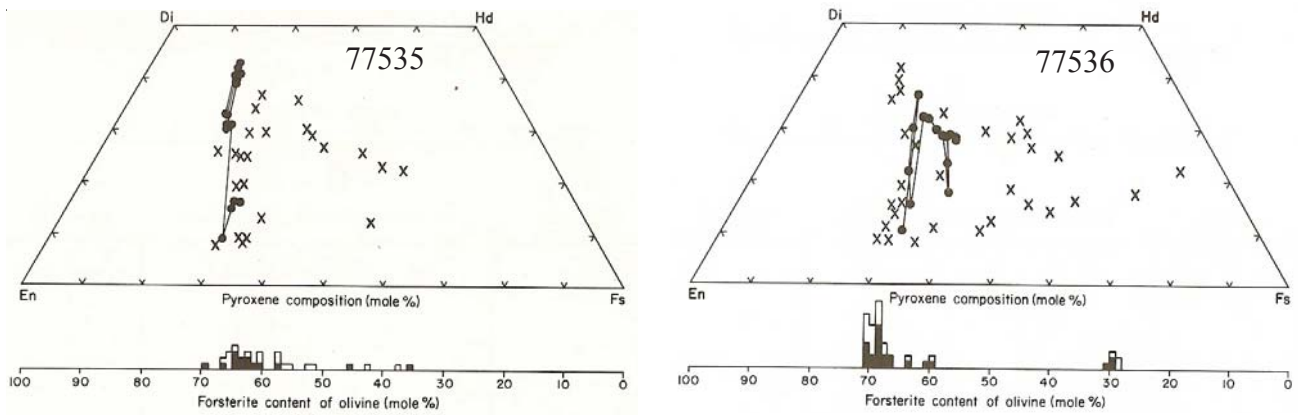 Di Hd
77535
En Pyroxene composition (mole %) Fs
100 90 80 70 60 50 40 30 20 10 0
Forsterite content of olivine (mole %)
Di Hd
77536
En Pyroxene composition (mole %) Fs
100 90 80 70 60 50 40 30 20 10 0
Forsterite content of olivine (mole %)